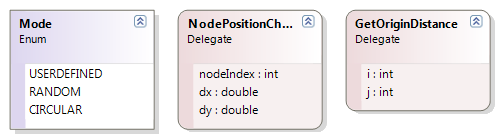 Mode
Enum
USERDEFINED
RANDOM
CIRCULAR
NodePositionCh...
Delegate
nodeIndex : int
dx : double
dy : double
GetOriginDistance
Delegate
i : int
j : int